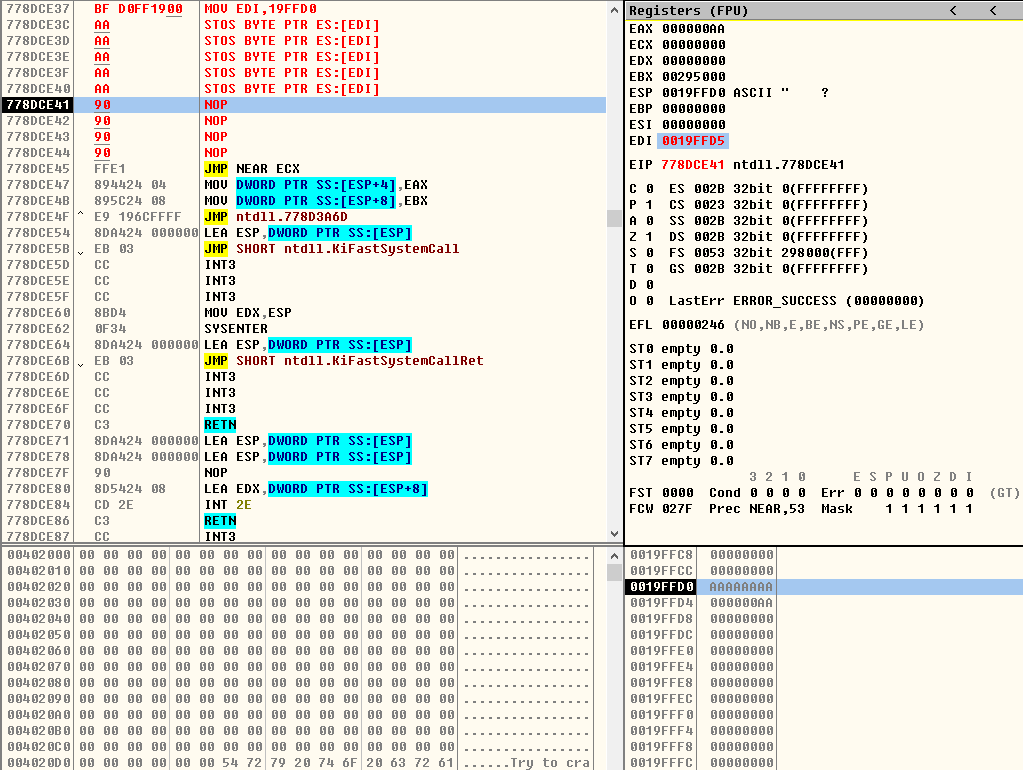 778DCE37 BF D0FF1900 MOV EDI,19FFD0
778DCE3C AA STOS BYTE PTR ES:[EDI]
778DCE3D AA STOS BYTE PTR ES:[EDI]
778DCE3E AA STOS BYTE PTR ES:[EDI]
778DCE3F AA STOS BYTE PTR ES:[EDI]
778DCE40 AA STOS BYTE PTR ES:[EDI]
778DCE41 90 NOP
778DCE42 90 NOP
778DCE43 90 NOP
778DCE44 90 NOP
778DCE45 FFE1 JMP NEAR ECX
778DCE47 894424 04 MOV DWORD PTR SS:[ESP+4],EAX
778DCE4B 895C24 08 MOV DWORD PTR SS:[ESP+8],EBX
778DCE4F ^ E9 196CFFFF JMP ntdll.778D3A6D
778DCE54 8DA424 000000 LEA ESP,DWORD PTR SS:[ESP]
778DCE5B ˬ EB 03 JMP SHORT ntdll.KiFastSystemCall
778DCE5D CC INT3
778DCE5E CC INT3
778DCE5F CC INT3
778DCE60 8BD4 MOV EDX,ESP
778DCE62 0F34 SYSENTER
778DCE64 8DA424 000000 LEA ESP,DWORD PTR SS:[ESP]
778DCE6B ˬ EB 03 JMP SHORT ntdll.KiFastSystemCallRet
778DCE6D CC INT3
778DCE6E CC INT3
778DCE6F CC INT3
778DCE70 C3 RETN
778DCE71 8DA424 000000 LEA ESP,DWORD PTR SS:[ESP]
778DCE78 8DA424 000000 LEA ESP,DWORD PTR SS:[ESP]
778DCE7F 90 NOP
778DCE80 8D5424 08 LEA EDX,DWORD PTR SS:[ESP+8]
778DCE84 CD 2E INT 2E
778DCE86 C3 RETN
778DCE87 CC INT3
Registers (FPU) < <
EAX 000000AA
ECX 00000000
EDX 00000000
EBX 00295000
ESP 0019FFD0 ASCII "    ?
EBP 00000000
ESI 00000000
EDI 0019FFD5
EIP 778DCE41 ntdll.778DCE41
C 0 ES 002B 32bit 0(FFFFFFFF)
P 1 CS 0023 32bit 0(FFFFFFFF)
A 0 SS 002B 32bit 0(FFFFFFFF)
Z 1 DS 002B 32bit 0(FFFFFFFF)
S 0 FS 0053 32bit 298000(FFF)
T 0 GS 002B 32bit 0(FFFFFFFF)
D 0
O 0 LastErr ERROR_SUCCESS (00000000)
EFL 00000246 (NO,NB,E,BE,NS,PE,GE,LE)
ST0 empty 0.0
ST1 empty 0.0
ST2 empty 0.0
ST3 empty 0.0
ST4 empty 0.0
ST5 empty 0.0
ST6 empty 0.0
ST7 empty 0.0
3 2 1 0 E S P U O Z D I
FST 0000 Cond 0 0 0 0 Err 0 0 0 0 0 0 0 0 (GT)
FCW 027F Prec NEAR,53 Mask 1 1 1 1 1 1
00402000 00 00 00 00 00 00 00 00 00 00 00 00 00 00 00 00 ................
00402010 00 00 00 00 00 00 00 00 00 00 00 00 00 00 00 00 ................
00402020 00 00 00 00 00 00 00 00 00 00 00 00 00 00 00 00 ................
00402030 00 00 00 00 00 00 00 00 00 00 00 00 00 00 00 00 ................
00402040 00 00 00 00 00 00 00 00 00 00 00 00 00 00 00 00 ................
00402050 00 00 00 00 00 00 00 00 00 00 00 00 00 00 00 00 ................
00402060 00 00 00 00 00 00 00 00 00 00 00 00 00 00 00 00 ................
00402070 00 00 00 00 00 00 00 00 00 00 00 00 00 00 00 00 ................
00402080 00 00 00 00 00 00 00 00 00 00 00 00 00 00 00 00 ................
00402090 00 00 00 00 00 00 00 00 00 00 00 00 00 00 00 00 ................
004020A0 00 00 00 00 00 00 00 00 00 00 00 00 00 00 00 00 ................
004020B0 00 00 00 00 00 00 00 00 00 00 00 00 00 00 00 00 ................
004020C0 00 00 00 00 00 00 00 00 00 00 00 00 00 00 00 00 ................
004020D0 00 00 00 00 00 00 54 72 79 20 74 6F 20 63 72 61 ......Try to cra
0019FFC8 00000000
0019FFCC 00000000
0019FFD0 AAAAAAAA
0019FFD4 000000AA
0019FFD8 00000000
0019FFDC 00000000
0019FFE0 00000000
0019FFE4 00000000
0019FFE8 00000000
0019FFEC 00000000
0019FFF0 00000000
0019FFF4 00000000
0019FFF8 00000000
0019FFFC 00000000